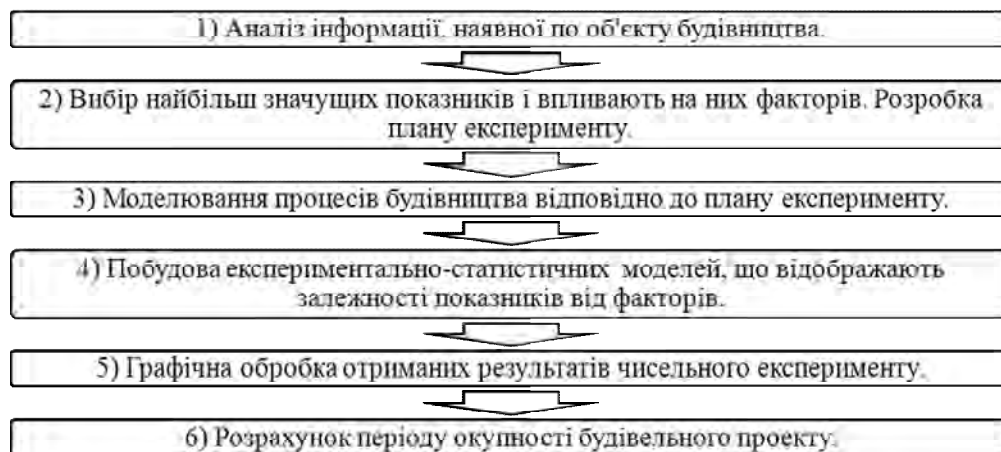 1) Аналіз інформації, наявної по об'єкту будівництва.
2) Вибір найбільш значущих показників і впливають на них факторів. Розробка
плану експерименту.
3) Моделювання процесів будівництва відповідно до плану експерименту.
4) Побудова експериментально-статистичних моделей, що відображають
залежності показників від факторів.
5) Графічна обробка отриманих результатів чисельного експерименту.
6) Розрахунок періоду окупності будівельного проекту.